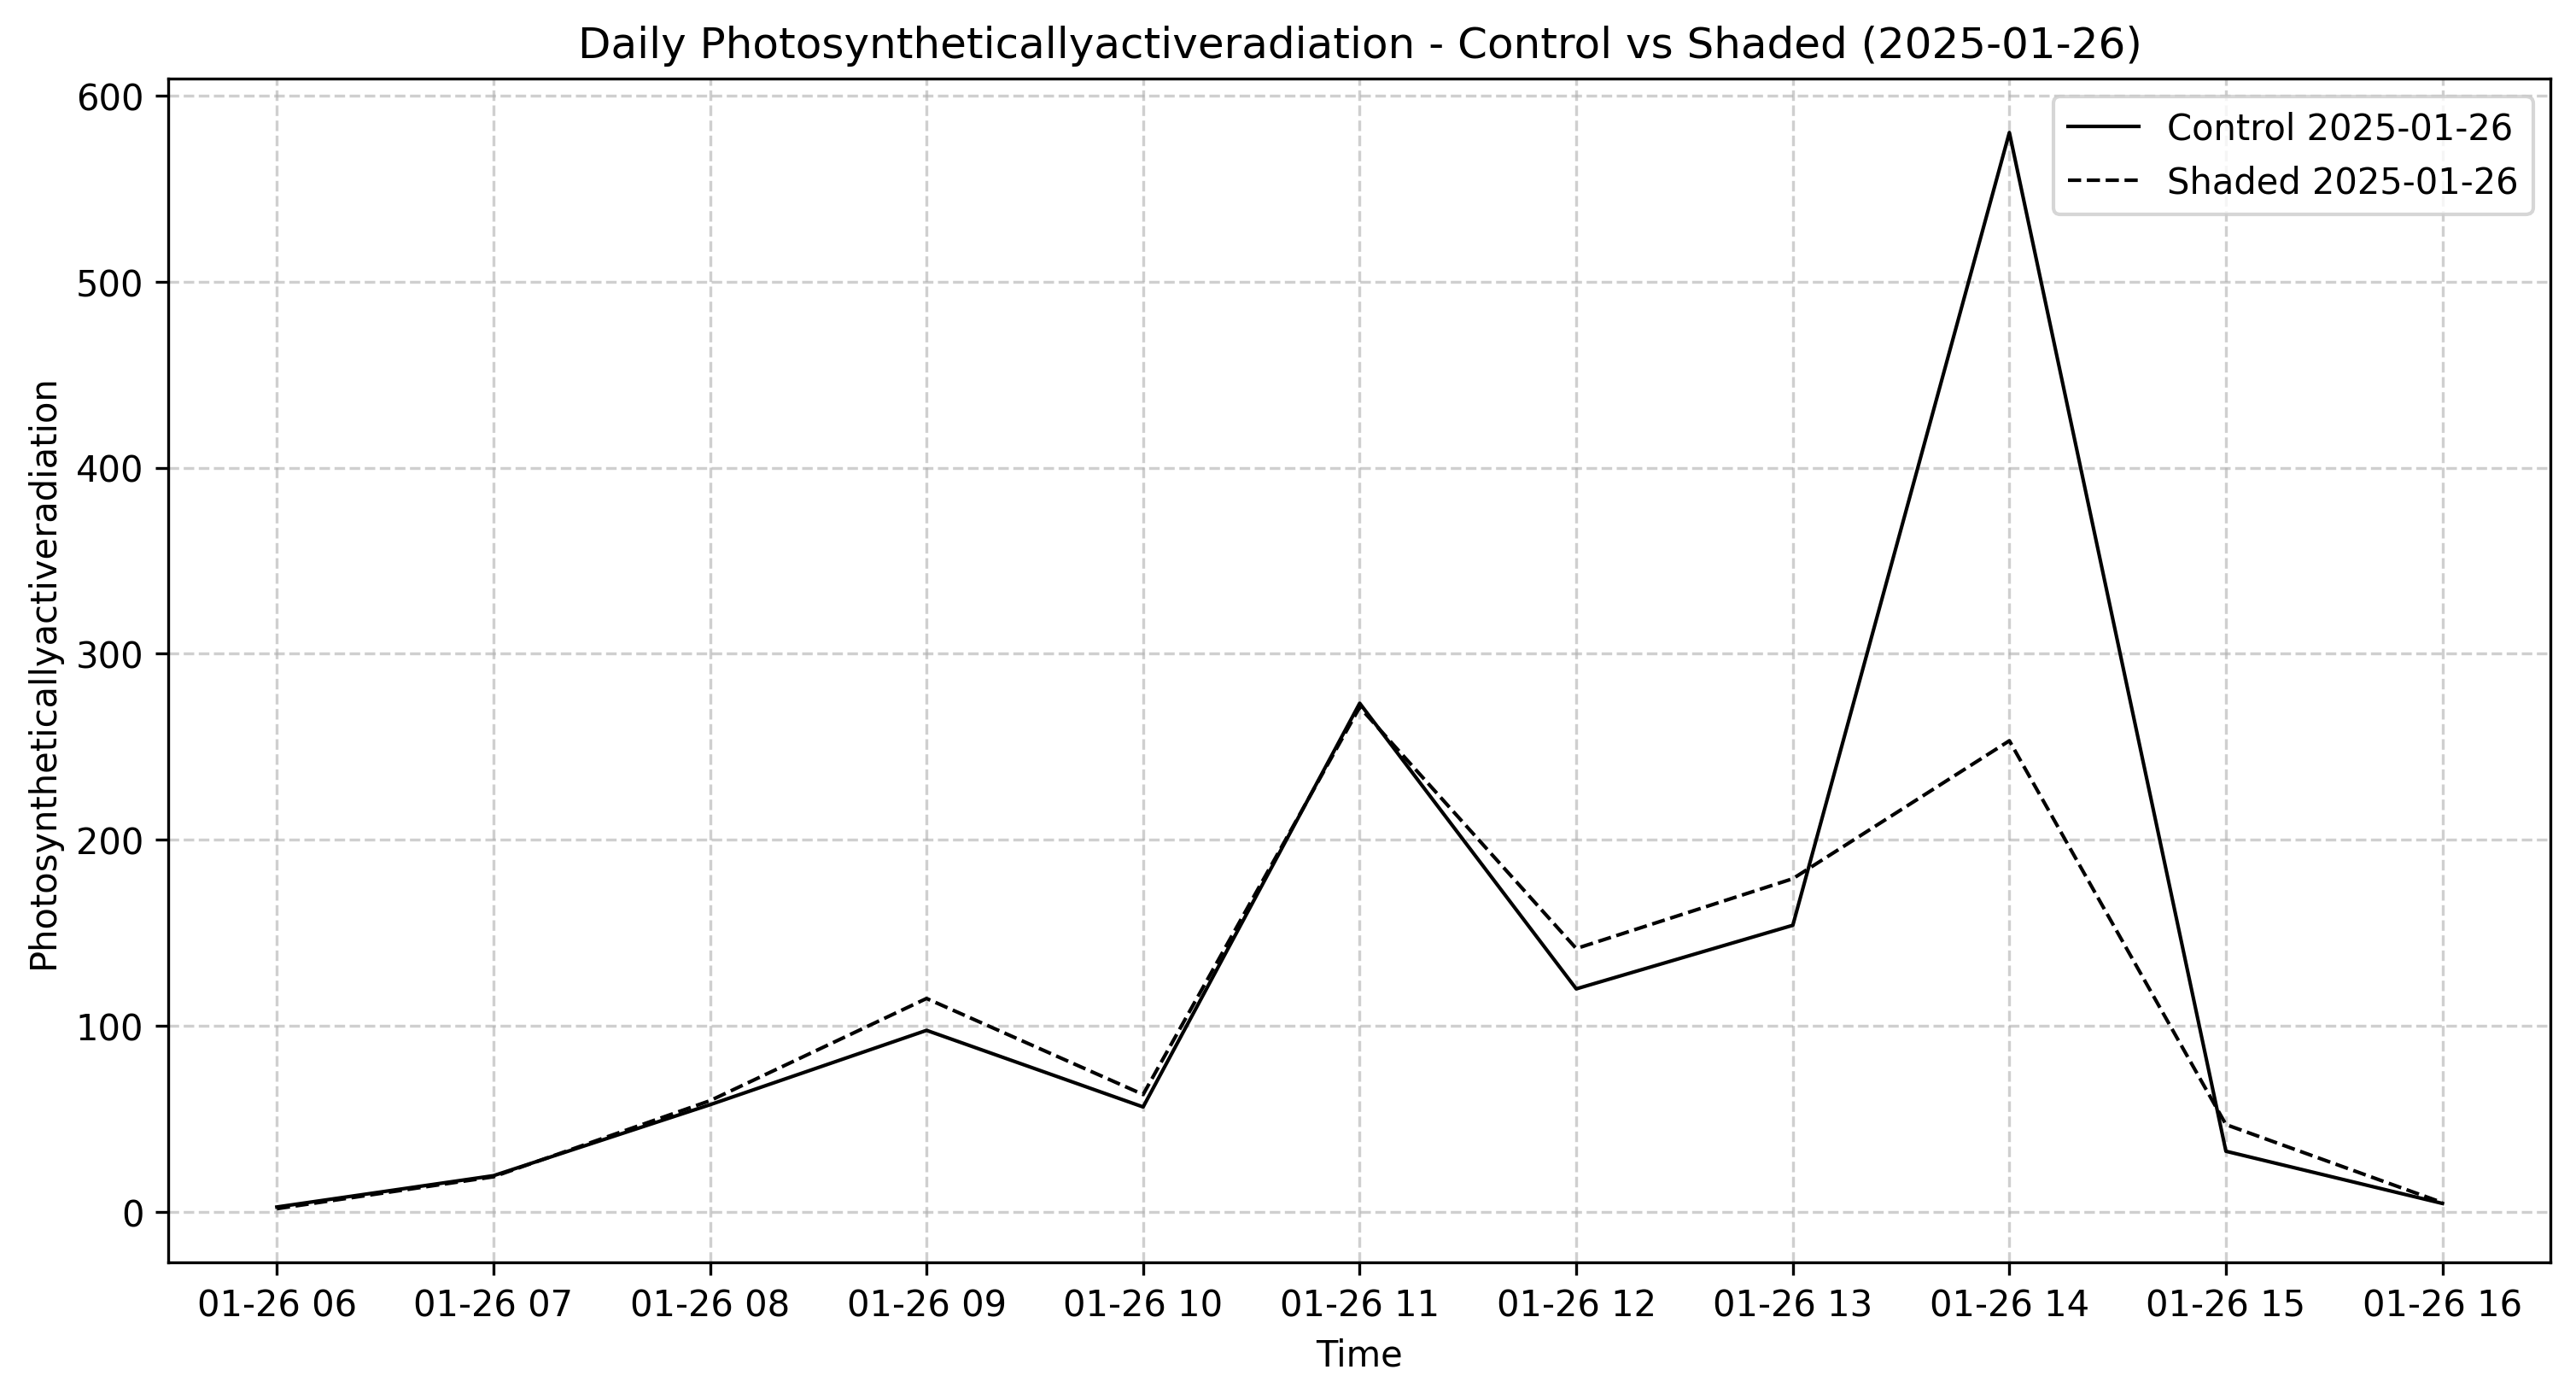 Daily Photosyntheticallyactiveradiation - Control vs Shaded (2025-01-26)
Control 2025-01-26
Shaded 2025-01-26
Photosyntheticallyactiveradiation
600
500
400
300
200
100
0
01-26 06 01-26 07 01-26 08 01-26 09 01-26 10 01-26 11 01-26 12 01-26 13 01-26 14 01-26 15 01-26 16
Time